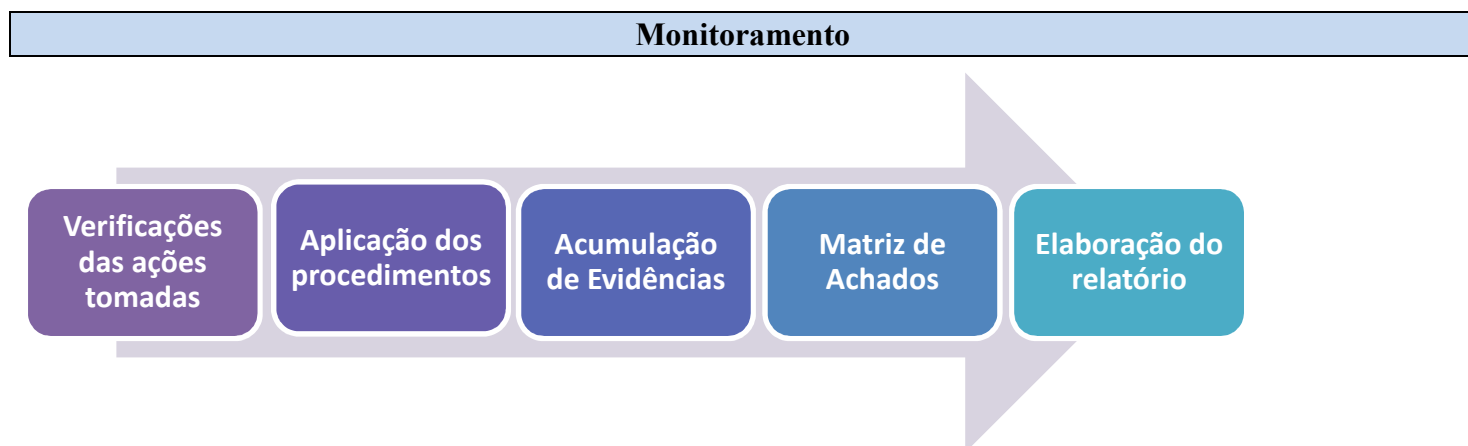 Monitoramento
Verificações
das ações
tomadas
Aplicação dos
procedimentos
Acumulação
de Evidências
Matriz de
Achados
Elaboração do
relatório